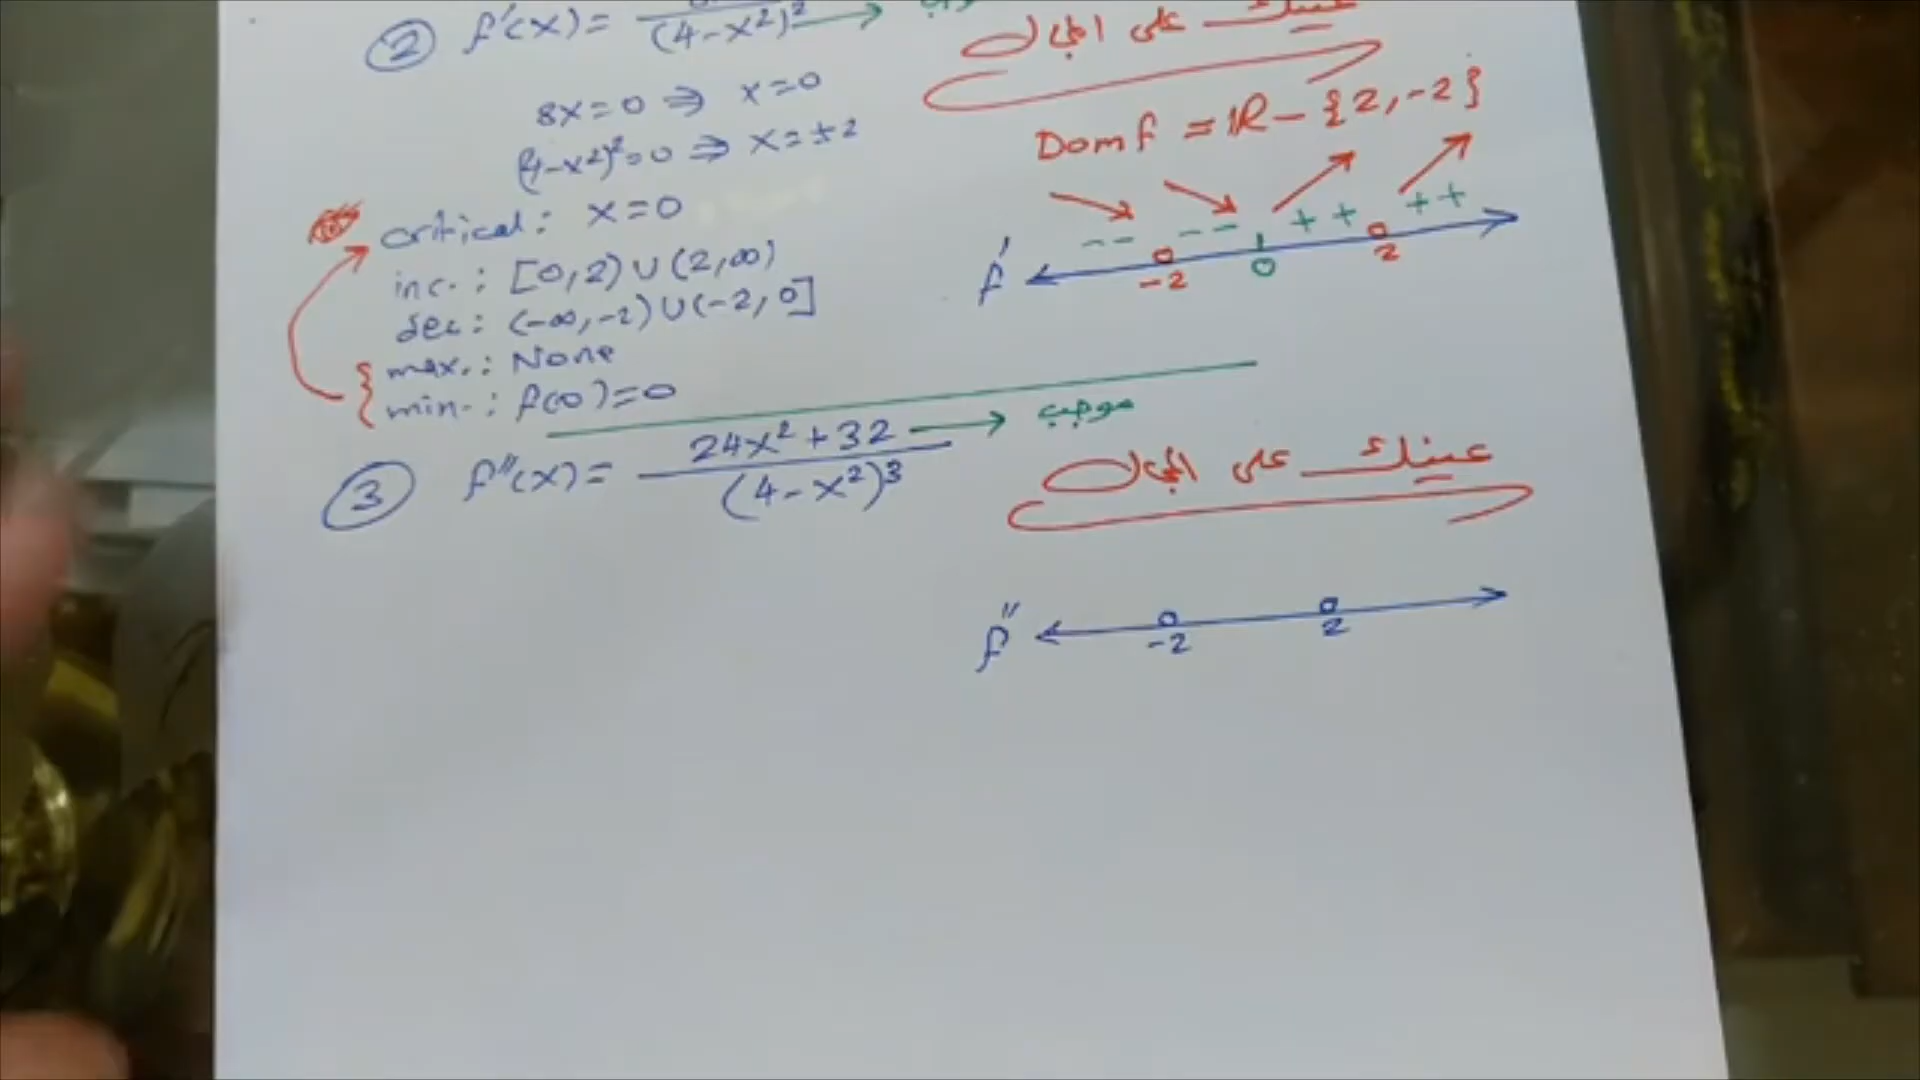 ② f'(x) = (4-x²)²
عينك على المجال
8x=0 ⇒ x=0
(4-x²)²=0 ⇒ x=±2
Dom f = ℝ - {2,-2}
critical: x=0
inc.: [0,2) ∪ (2,∞)
dec: (-∞,-2) ∪ (-2,0]
max.: None
min.: f(0)=0
-- -- ++ ++
f' -2 0 2
③ f''(x) = 24x²+32 / (4-x²)³ → موجب
عينك على المجال
f'' -2 2